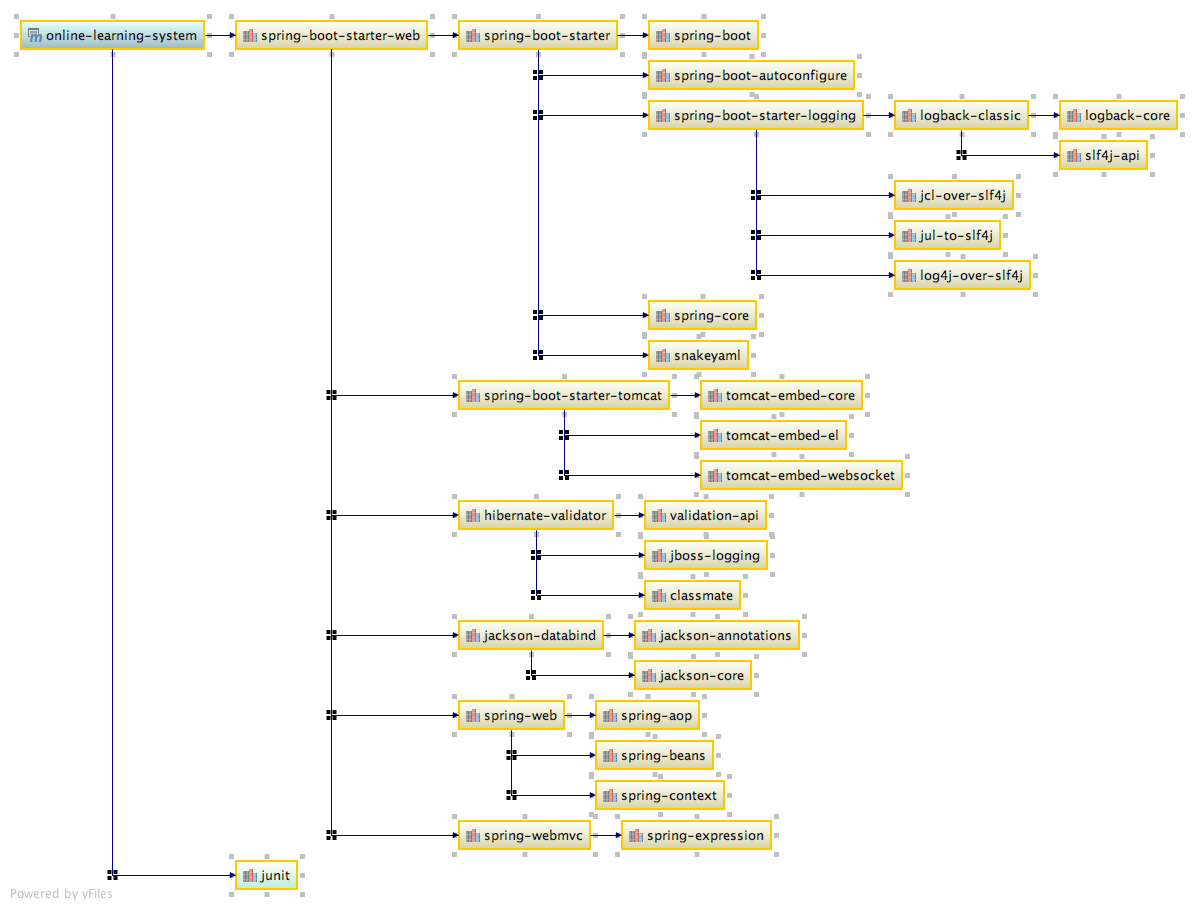 online-learning-system spring-boot-starter-web spring-boot-starter spring-boot
spring-boot-autoconfigure
spring-boot-starter-logging logback-classic logback-core
slf4j-api
jcl-over-slf4j
jul-to-slf4j
log4j-over-slf4j
spring-core
snakeyaml
spring-boot-starter-tomcat tomcat-embed-core
tomcat-embed-el
tomcat-embed-websocket
hibernate-validator validation-api
jboss-logging
classmate
jackson-databind jackson-annotations
jackson-core
spring-web spring-aop
spring-beans
spring-context
spring-webmvc spring-expression
junit
Powered by yFiles